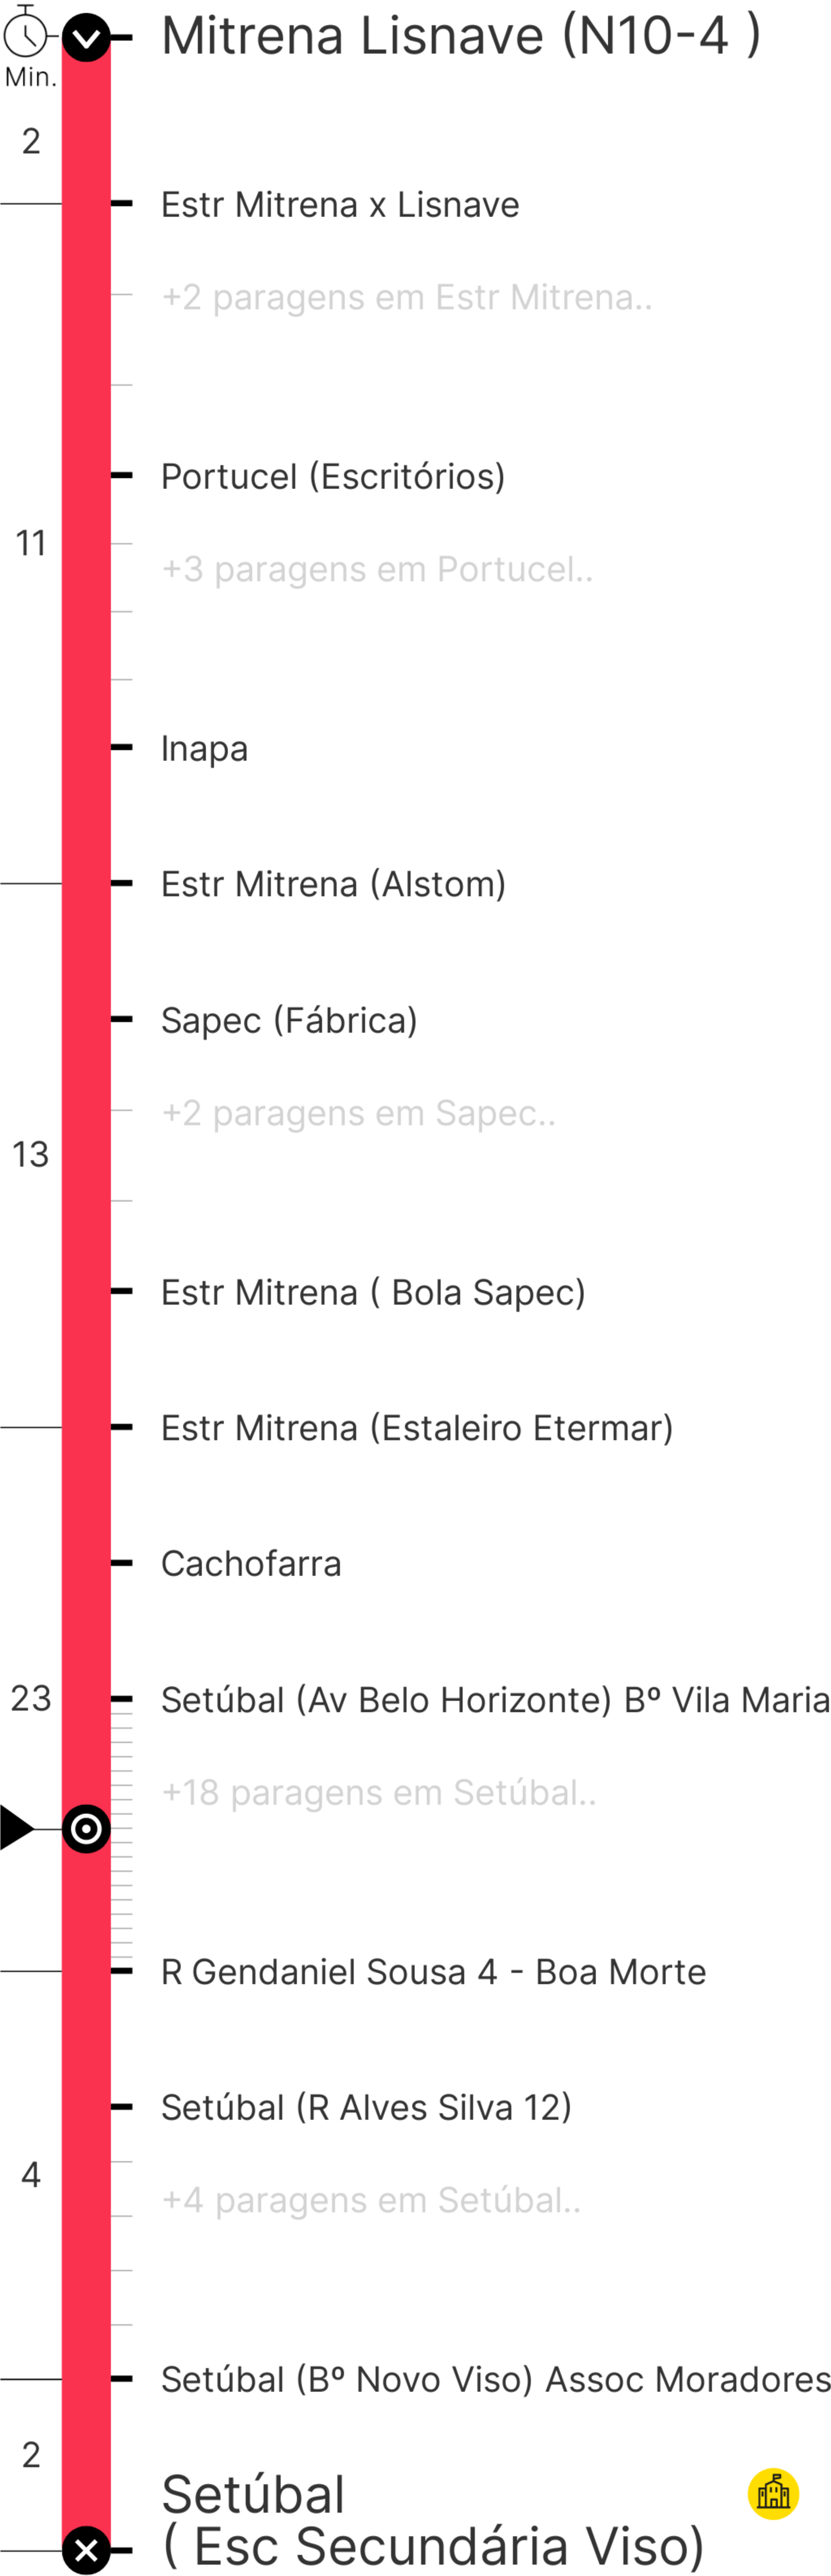 Mitrena Lisnave (N10-4 )
Min.
2
Estr Mitrena x Lisnave
+2 paragens em Estr Mitrena..
Portucel (Escritórios)
11
+3 paragens em Portucel..
Inapa
Estr Mitrena (Alstom)
Sapec (Fábrica)
+2 paragens em Sapec..
13
Estr Mitrena ( Bola Sapec)
Estr Mitrena (Estaleiro Etermar)
Cachofarra
23
Setúbal (Av Belo Horizonte) Bº Vila Maria
+18 paragens em Setúbal..
R Gendaniel Sousa 4 - Boa Morte
Setúbal (R Alves Silva 12)
4
+4 paragens em Setúbal..
Setúbal (Bº Novo Viso) Assoc Moradores
2
Setúbal
( Esc Secundária Viso)